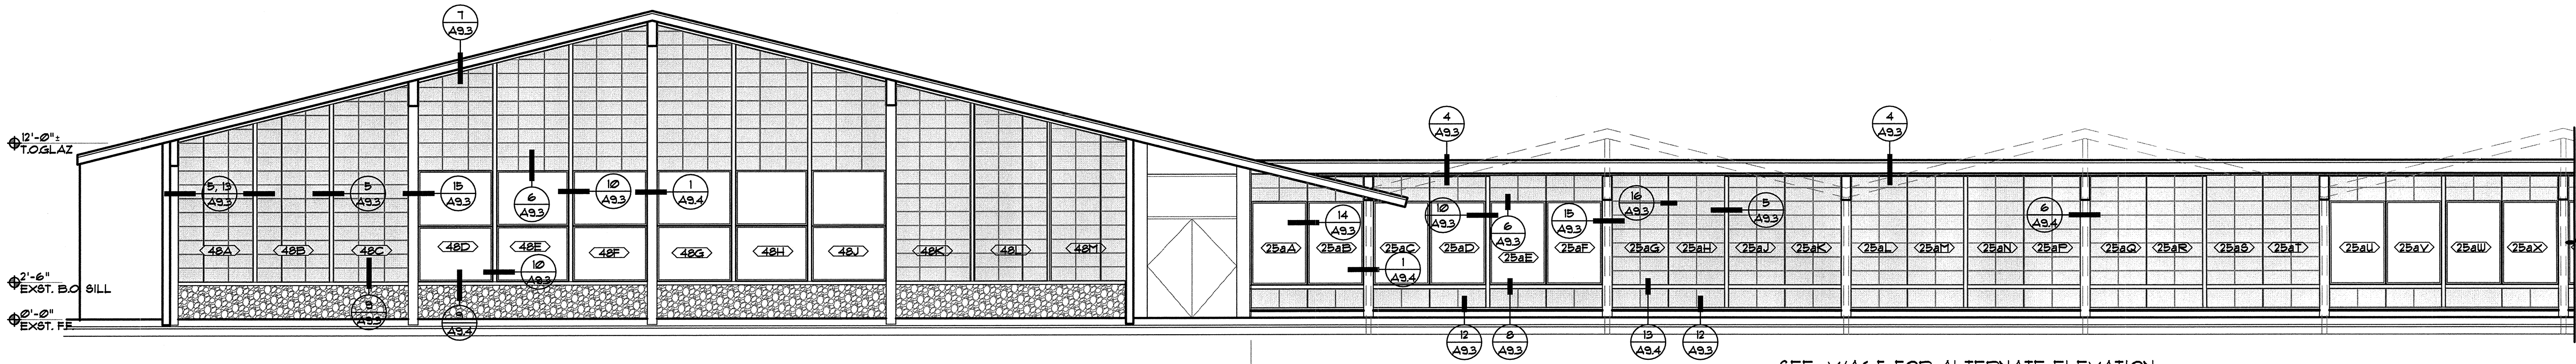 7
A9.3
12'-0"±
T.O.GLAZ
2'-6"
EXST. B.O. SILL
0'-0"
EXST. F.F.
5, 13
A9.3
5
A9.3
15
A9.3
6
A9.3
10
A9.3
1
A9.4
48A
48B
48C
48D
48E
48F
48G
48H
48J
48K
48L
48M
10
A9.3
A9.3
A9.4
4
A9.3
4
A9.3
14
A9.3
10
A9.3
6
A9.3
15
A9.3
16
A9.3
5
A9.3
6
A9.4
25aA
25aB
25aC
25aD
25aE
25aF
25aG
25aH
25aJ
25aK
25aL
25aM
25aN
25aP
25aQ
25aR
25aS
25aT
25aU
25aV
25aW
25aX
1
A9.4
12
A9.3
8
A9.3
13
A9.4
12
A9.3
FOR ALTERNATE ELEVATION